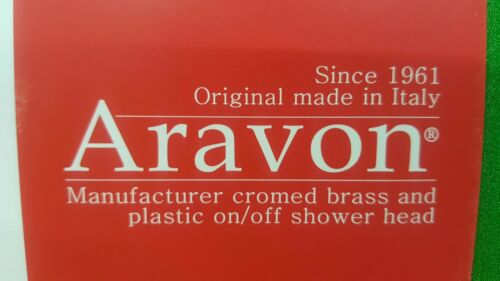 Since 1961
Original made in Italy
Aravon®
Manufacturer cromed brass and
plastic on/off shower head